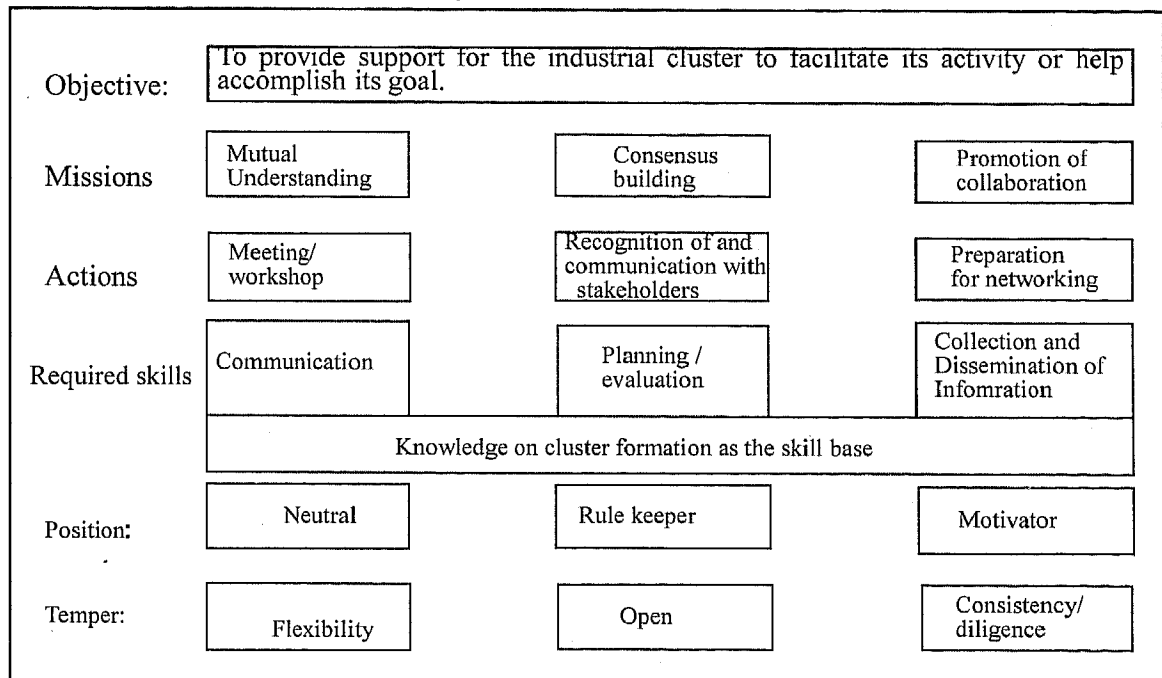 Objective:
To provide support for the industrial cluster to facilitate its activity or help
accomplish its goal.
Missions
Mutual
Understanding
Consensus
building
Promotion of
collaboration
Actions
Meeting/
workshop
Recognition of and
communication with
stakeholders
Preparation
for networking
Required skills
Communication
Planning /
evaluation
Collection and
Dissemination of
Infomration
Knowledge on cluster formation as the skill base
Position:
Neutral
Rule keeper
Motivator
Temper:
Flexibility
Open
Consistency/
diligence